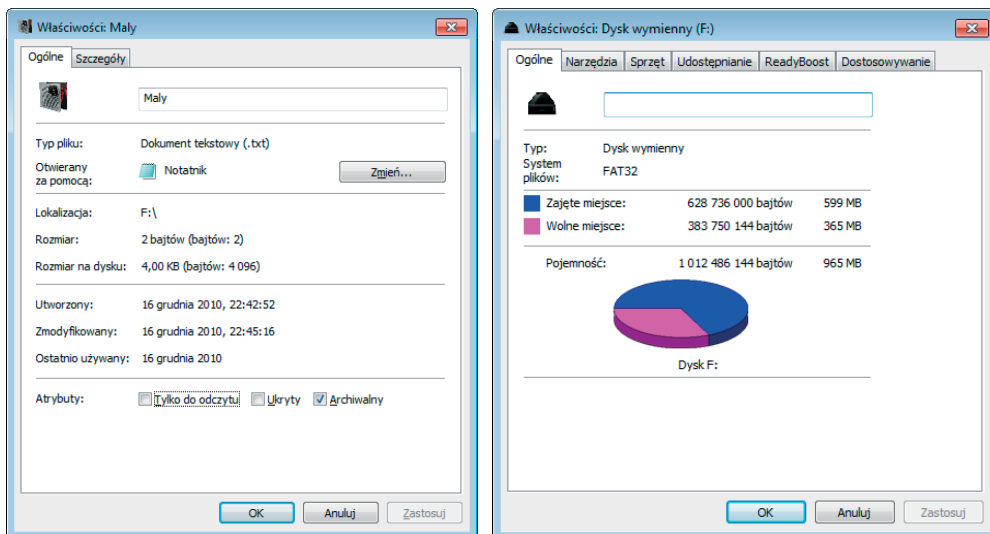 Właściwości: Maly
Ogólne Szczegóły
Maly
Typ pliku: Dokument tekstowy (.txt)
Otwierany
za pomocą: Notatnik Zmień...
Lokalizacja: F:\
Rozmiar: 2 bajtów (bajtów: 2)
Rozmiar na dysku: 4,00 KB (bajtów: 4 096)
Utworzony: 16 grudnia 2010, 22:42:52
Zmodyfikowany: 16 grudnia 2010, 22:45:16
Ostatnio używany: 16 grudnia 2010
Atrybuty: Tylko do odczytu Ukryty Archiwalny
OK Anuluj Zastosuj
Właściwości: Dysk wymienny (F:)
Ogólne Narzędzia Sprzęt Udostępnianie ReadyBoost Dostosowywanie
Typ: Dysk wymienny
System
plików: FAT32
Zajęte miejsce: 628 736 000 bajtów 599 MB
Wolne miejsce: 383 750 144 bajtów 365 MB
Pojemność: 1 012 486 144 bajtów 965 MB
Dysk F:
OK Anuluj Zastosuj